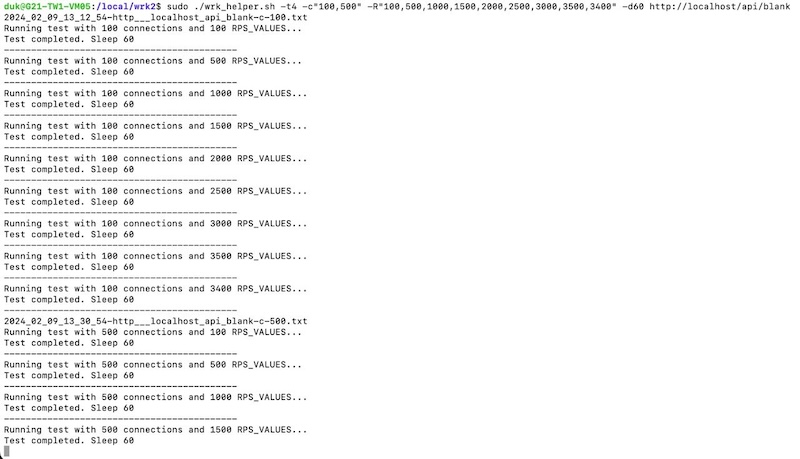 duk@G21-TW1-VM05:/local/wrk2$ sudo ./wrk_helper.sh -t4 -c"100,500" -R"100,500,1000,1500,2000,2500,3000,3500,3400" -d60 http://localhost/api/blank
2024_02_09_13_12_54-http___localhost_api_blank-c-100.txt
Running test with 100 connections and 100 RPS_VALUES...
Test completed. Sleep 60
------------------------------------------
Running test with 100 connections and 500 RPS_VALUES...
Test completed. Sleep 60
------------------------------------------
Running test with 100 connections and 1000 RPS_VALUES...
Test completed. Sleep 60
------------------------------------------
Running test with 100 connections and 1500 RPS_VALUES...
Test completed. Sleep 60
------------------------------------------
Running test with 100 connections and 2000 RPS_VALUES...
Test completed. Sleep 60
------------------------------------------
Running test with 100 connections and 2500 RPS_VALUES...
Test completed. Sleep 60
------------------------------------------
Running test with 100 connections and 3000 RPS_VALUES...
Test completed. Sleep 60
------------------------------------------
Running test with 100 connections and 3500 RPS_VALUES...
Test completed. Sleep 60
------------------------------------------
Running test with 100 connections and 3400 RPS_VALUES...
Test completed. Sleep 60
------------------------------------------
2024_02_09_13_30_54-http___localhost_api_blank-c-500.txt
Running test with 500 connections and 100 RPS_VALUES...
Test completed. Sleep 60
------------------------------------------
Running test with 500 connections and 500 RPS_VALUES...
Test completed. Sleep 60
------------------------------------------
Running test with 500 connections and 1000 RPS_VALUES...
Test completed. Sleep 60
------------------------------------------
Running test with 500 connections and 1500 RPS_VALUES...
Test completed. Sleep 60